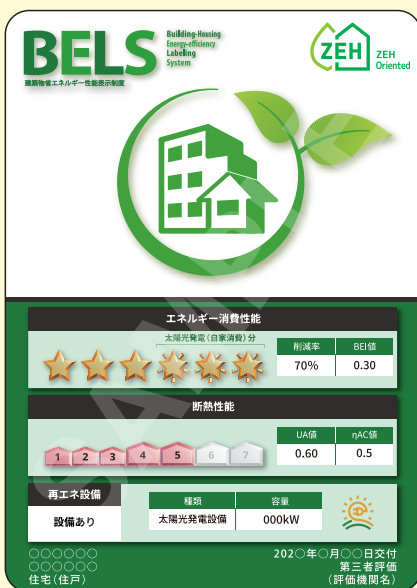 BELS
Building-Housing
Energy-efficiency
Labeling
System
建築物省エネルギー性能表示制度
ZEH
ZEH
Oriented
エネルギー消費性能
太陽光発電(自家消費)分
削減率 BEI値
70% 0.30
断熱性能
1 2 3 4 5 6 7
UA値 ηAC値
0.60 0.5
再エネ設備
設備あり
種類 容量
太陽光発電設備 000kW
○○○○○○
○○○○○○
住宅(住戸)
202○年○月○○日交付
第三者評価
(評価機関名)
SAMPLE